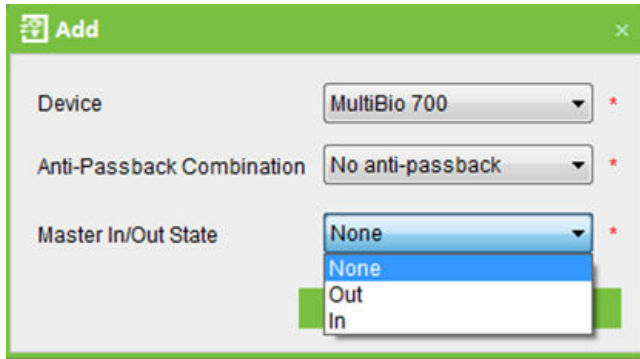 Add
Device
MultiBio 700
*
Anti-Passback Combination
No anti-passback
*
Master In/Out State
None
*
None
Out
In